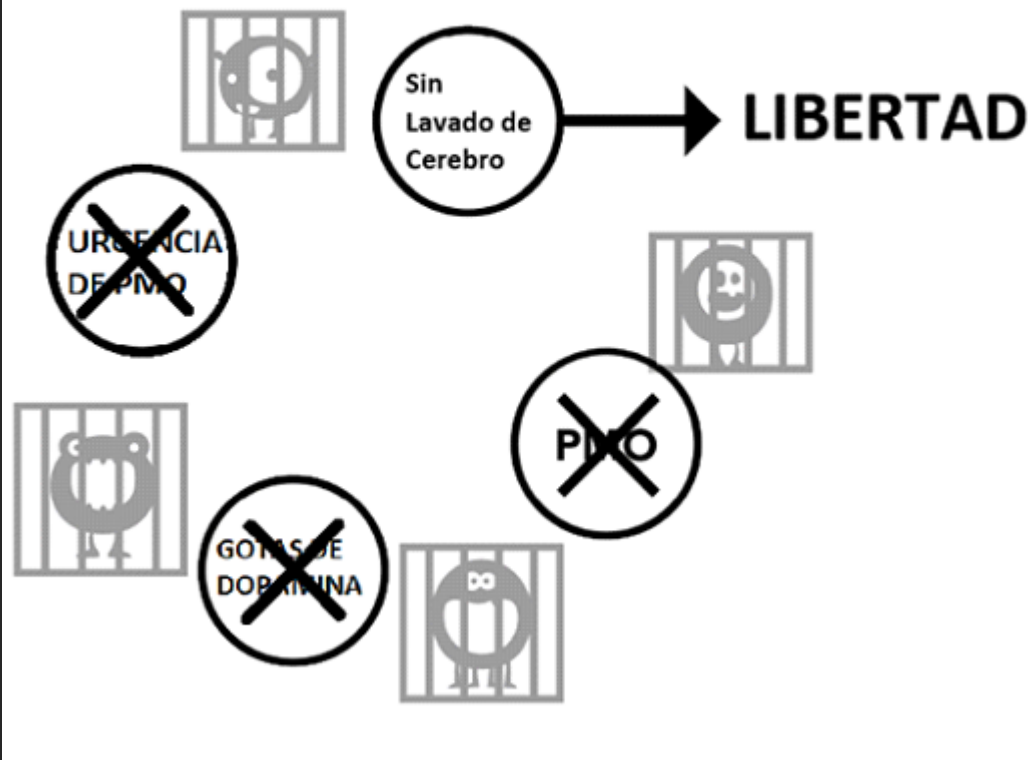 Sin
Lavado de
Cerebro
LIBERTAD
URGENCIA
DE PMO
PMO
GOTAS DE
DOPAMINA